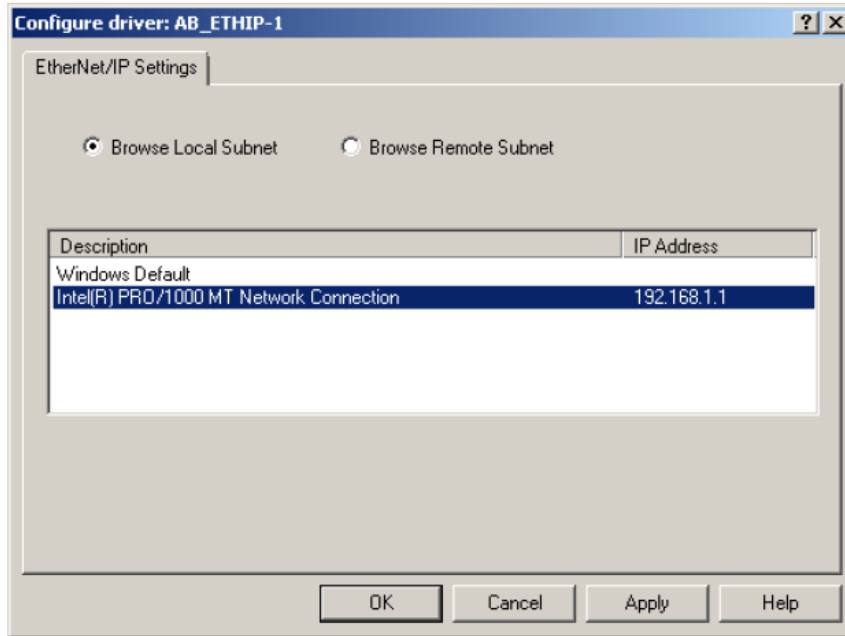 Configure driver: AB_ETHIP-1
EtherNet/IP Settings
Browse Local Subnet Browse Remote Subnet
Description IP Address
Windows Default
Intel(R) PRO/1000 MT Network Connection 192.168.1.1
OK Cancel Apply Help